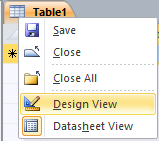 Table1
Save
Close
Close All
Design View
Datasheet View